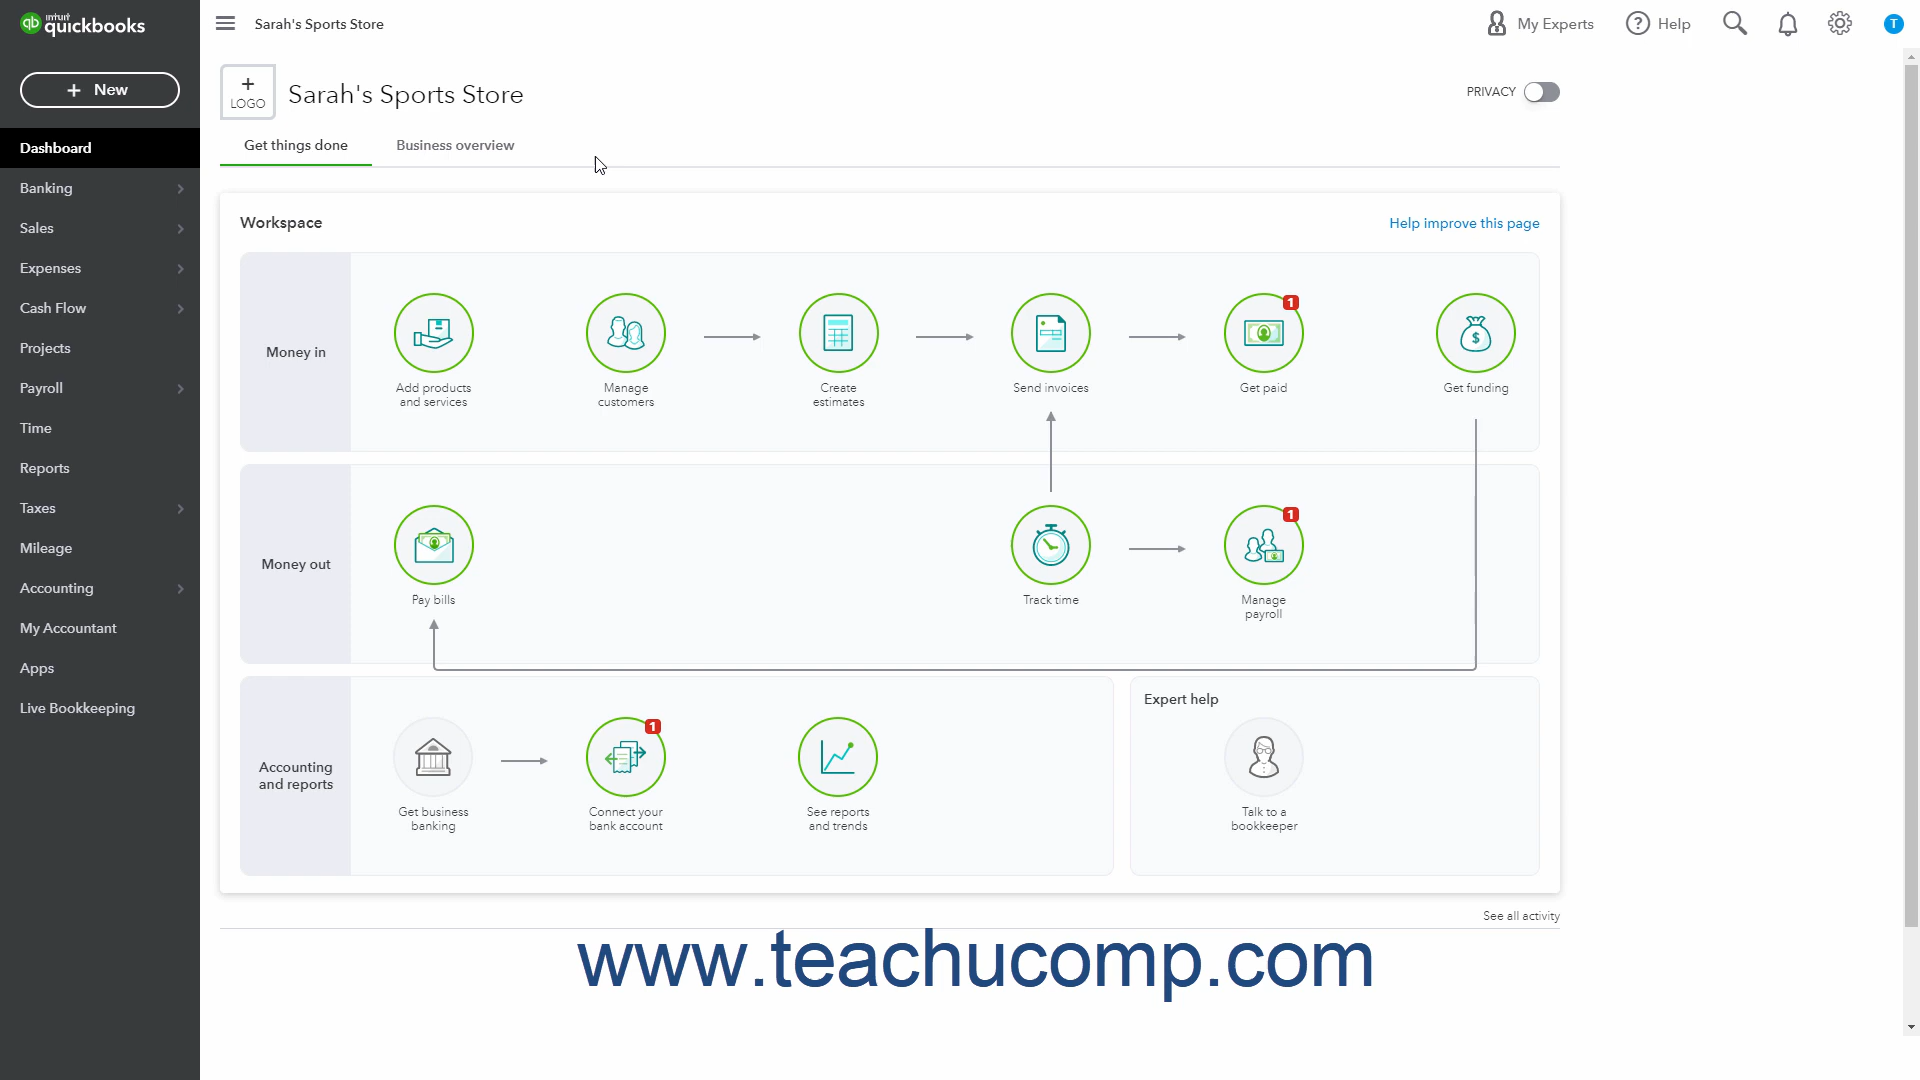 intuit
quickbooks
Sarah's Sports Store
My Experts
Help
T
New
LOGO
Sarah's Sports Store
PRIVACY
Get things done
Business overview
Dashboard
Banking
Sales
Expenses
Cash Flow
Projects
Payroll
Time
Reports
Taxes
Mileage
Accounting
My Accountant
Apps
Live Bookkeeping
Workspace
Help improve this page
Money in
Add products
and services
Manage
customers
Create
estimates
Send invoices
1
Get paid
Get funding
Money out
Pay bills
Track time
1
Manage
payroll
Accounting
and reports
Get business
banking
1
Connect your
bank account
See reports
and trends
Expert help
Talk to a
bookkeeper
See all activity
www.teachucomp.com